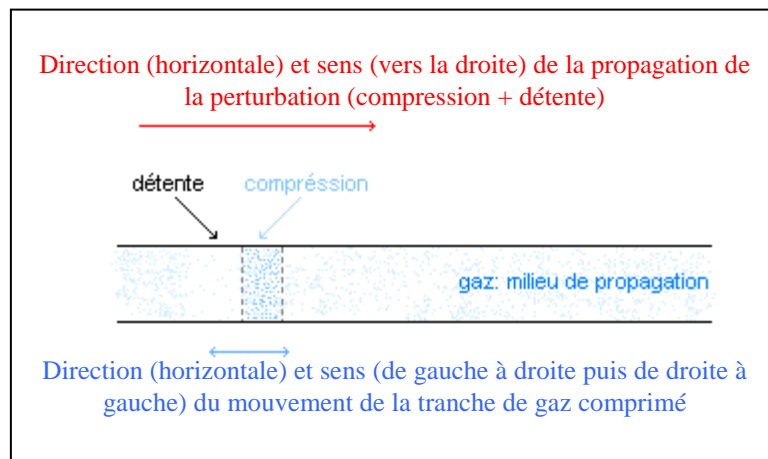 Direction (horizontale) et sens (vers la droite) de la propagation de
la perturbation (compression + détente)
détente
compréssion
gaz: milieu de propagation
Direction (horizontale) et sens (de gauche à droite puis de droite à
gauche) du mouvement de la tranche de gaz comprimé